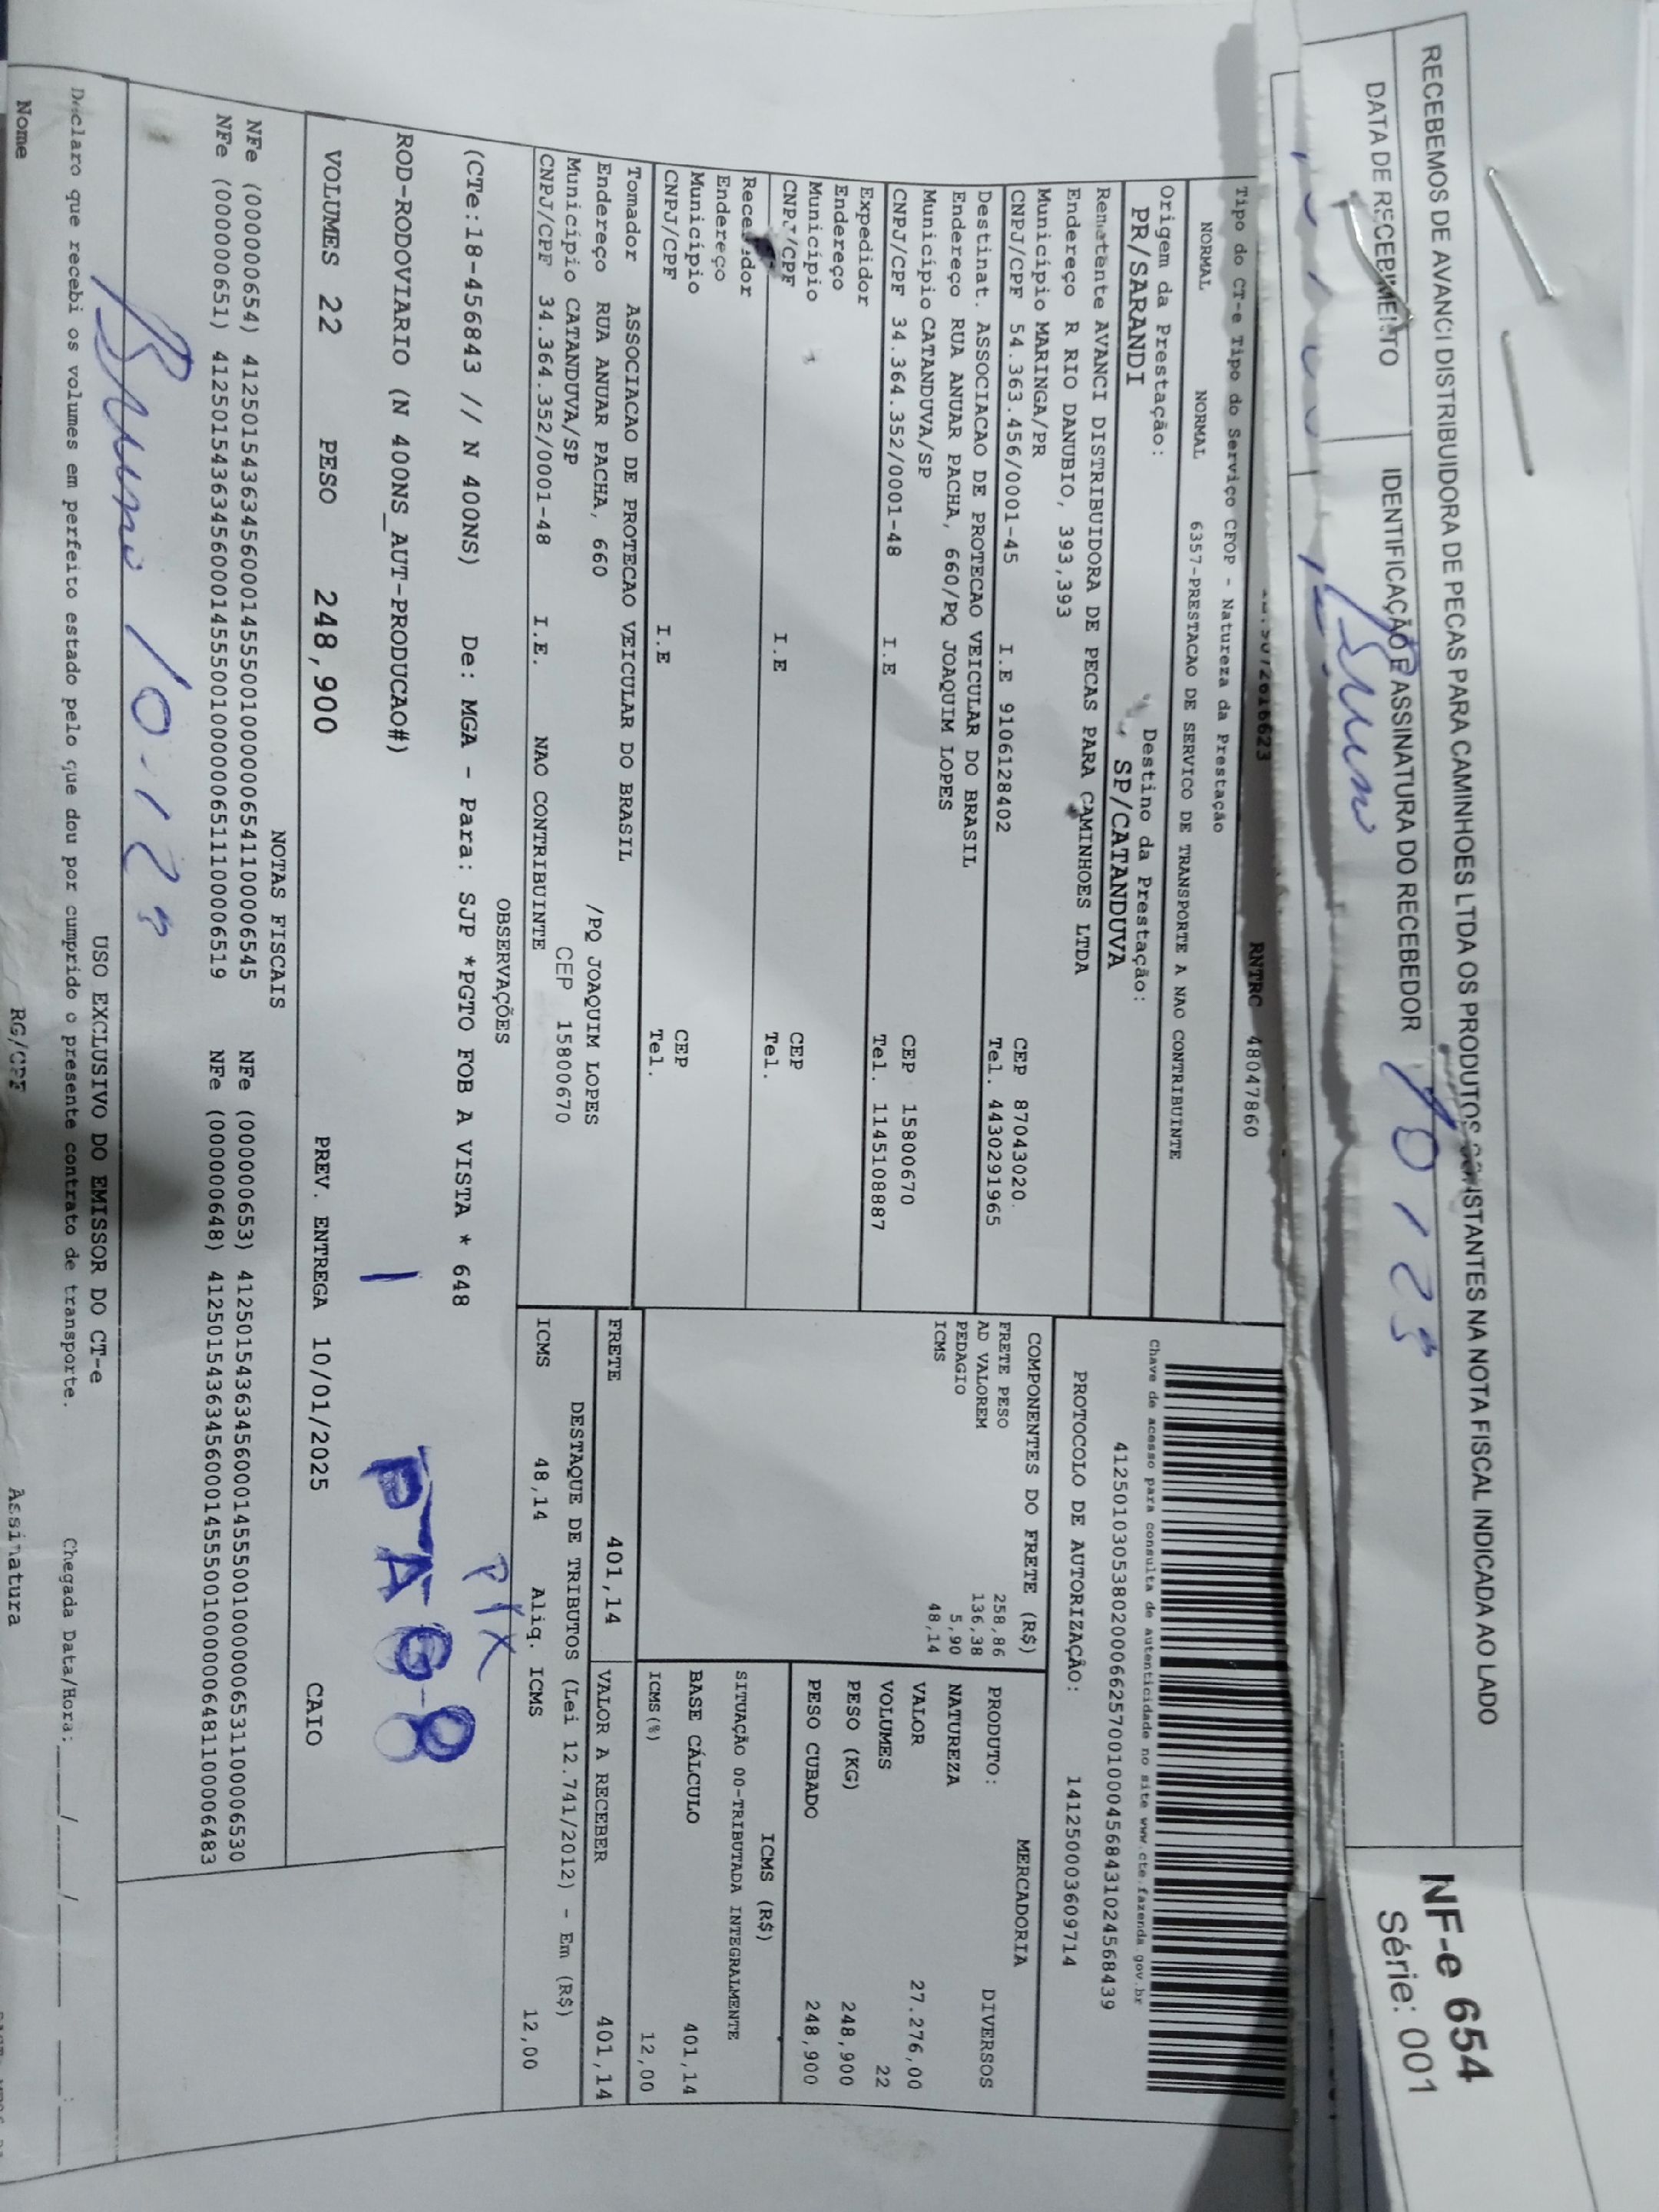 RECEBEMOS DE AVANCI DISTRIBUIDORA DE PECAS PARA CAMINHOES LTDA OS PRODUTOS CONSTANTES NA NOTA FISCAL INDICADA AO LADO
NF-e 654
Série: 001
DATA DE RECEBIMENTO
IDENTIFICAÇÃO E ASSINATURA DO RECEBEDOR
Bruno 10 1 25
RNTRC 48047860
Tipo do CT-e Tipo do Serviço CFOP - Natureza da Prestação
NORMAL NORMAL 6357-PRESTACAO DE SERVICO DE TRANSPORTE A NAO CONTRIBUINTE
Origem da Prestação: Destino da Prestação:
PR/SARANDI SP/CATANDUVA
Remetente AVANCI DISTRIBUIDORA DE PECAS PARA CAMINHOES LTDA
Endereço R RIO DANUBIO, 393,393
Município MARINGA/PR CEP 87043020
CNPJ/CPF 54.363.456/0001-45 I.E 9106128402 Tel. 4430291965
Destinat. ASSOCIACAO DE PROTECAO VEICULAR DO BRASIL
Endereço RUA ANUAR PACHA, 660/PQ JOAQUIM LOPES
Município CATANDUVA/SP CEP 15800670
CNPJ/CPF 34.364.352/0001-48 I.E Tel. 1145108887
Expedidor
Endereço
Município CEP
CNPJ/CPF I.E Tel.
Recebedor
Endereço
Município CEP
CNPJ/CPF I.E Tel.
Tomador ASSOCIACAO DE PROTECAO VEICULAR DO BRASIL
Endereço RUA ANUAR PACHA, 660 /PQ JOAQUIM LOPES
Município CATANDUVA/SP CEP 15800670
CNPJ/CPF 34.364.352/0001-48 I.E. NAO CONTRIBUINTE
Chave de acesso para consulta de autenticidade no site www.cte.fazenda.gov.br
41250103053802000662570010004568431024568439
PROTOCOLO DE AUTORIZAÇÃO: 141250003609714
COMPONENTES DO FRETE (R$)
FRETE PESO 258,86
AD VALOREM 136,38
PEDAGIO 5,90
ICMS 48,14
MERCADORIA
PRODUTO: DIVERSOS
NATUREZA
VALOR 27.276,00
VOLUMES 22
PESO (KG) 248,900
PESO CUBADO 248,900
ICMS (R$)
SITUAÇÃO 00-TRIBUTADA INTEGRALMENTE
BASE CÁLCULO 401,14
ICMS(%) 12,00
FRETE 401,14 VALOR A RECEBER 401,14
DESTAQUE DE TRIBUTOS (Lei 12.741/2012) - Em (R$)
ICMS 48,14 Aliq. ICMS 12,00
OBSERVAÇÕES
(CTe:18-456843 // N 400NS) De: MGA - Para: SJP *PGTO FOB A VISTA * 648
ROD-RODOVIARIO (N 400NS_AUT-PRODUCAO#)
PIX
PAGO
VOLUMES 22 PESO 248,900 PREV. ENTREGA 10/01/2025 CAIO
NOTAS FISCAIS
NFe (000000654) 41250154363456000145550010000006541100006545 NFe (000000653) 41250154363456000145550010000006531100006530
NFe (000000651) 41250154363456000145550010000006511100006519 NFe (000000648) 41250154363456000145550010000006481100006483
Bruno 10-1 25
USO EXCLUSIVO DO EMISSOR DO CT-e
Declaro que recebi os volumes em perfeito estado pelo que dou por cumprido o presente contrato de transporte. Chegada Data/Hora:____/____/______ ____:____
Nome RG/CPF Assinatura